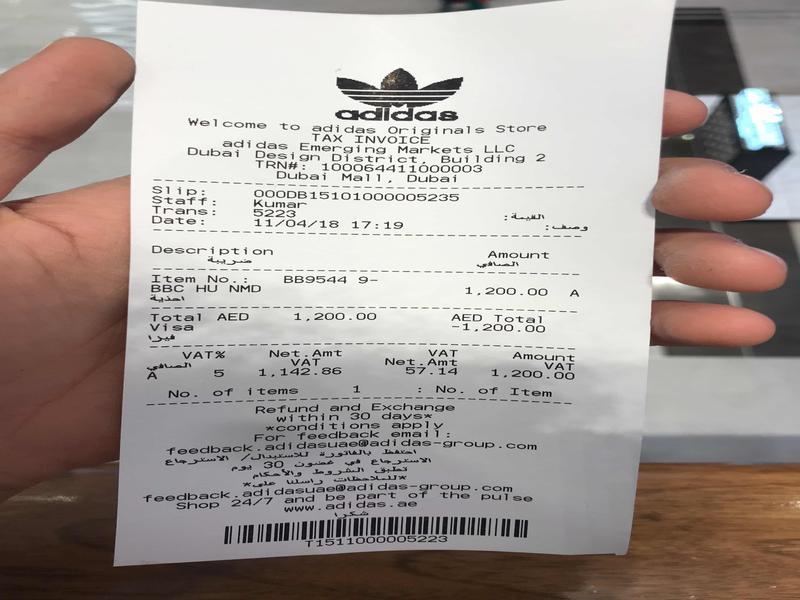 adidas
Welcome to adidas Originals Store
TAX INVOICE
adidas Emerging Markets LLC
Dubai Design District, Building 2
TRN#: 100064411000003
Dubai Mall, Dubai
Slip: 000DB15101000005235
Staff: Kumar
Trans: 5223 القيمة:
Date: 11/04/18 17:19 وصف:
Description Amount
ضريبة الصافي
Item No.: BB9544 9-
BBC HU NMD 1,200.00 A
احذية
Total AED 1,200.00 AED Total
Visa -1,200.00
فيزا
VAT% Net.Amt VAT Amount
VAT Net.Amt VAT
الصافي
A 5 1,142.86 57.14 1,200.00
No. of items 1 : No. of Item
Refund and Exchange
within 30 days*
*conditions apply
For feedback email:
feedback.adidasuae@adidas-group.com
احتفظ بالفاتورة للاستبدال/ الاسترجاع
الاسترجاع في غضون 30 يوم
تطبق الشروط والأحكام
*للملاحظات راسلنا على*
feedback.adidasuae@adidas-group.com
Shop 24/7 and be part of the pulse
www.adidas.ae
شكرا
T1511000005223